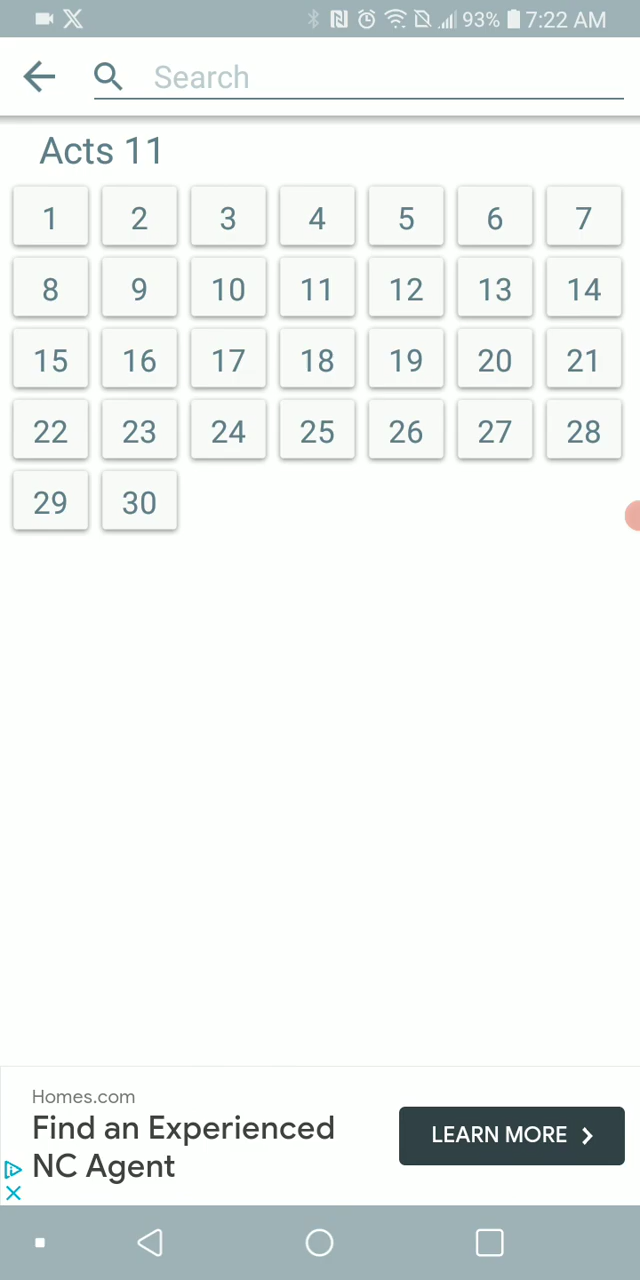 93% 7:22 AM
Search
Acts 11
1 2 3 4 5 6 7
8 9 10 11 12 13 14
15 16 17 18 19 20 21
22 23 24 25 26 27 28
29 30
Homes.com
Find an Experienced
NC Agent
LEARN MORE